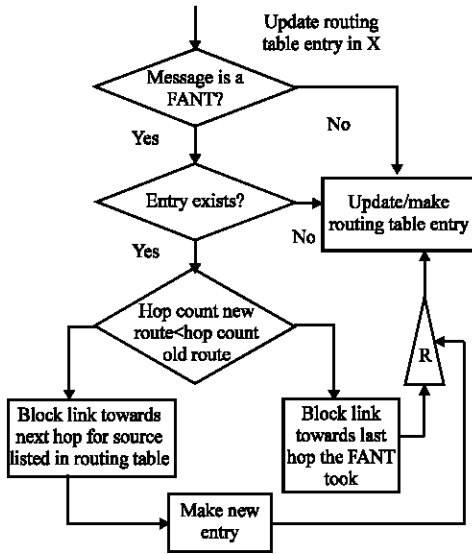 Update routing
table entry in X
Message is a
FANT?
Yes
No
Entry exists?
Update/make
routing table entry
No
Yes
Hop count new
route<hop count
old route
R
Block link towards
next hop for source
listed in routing table
Block link
towards last
hop the FANT
took
Make new
entry